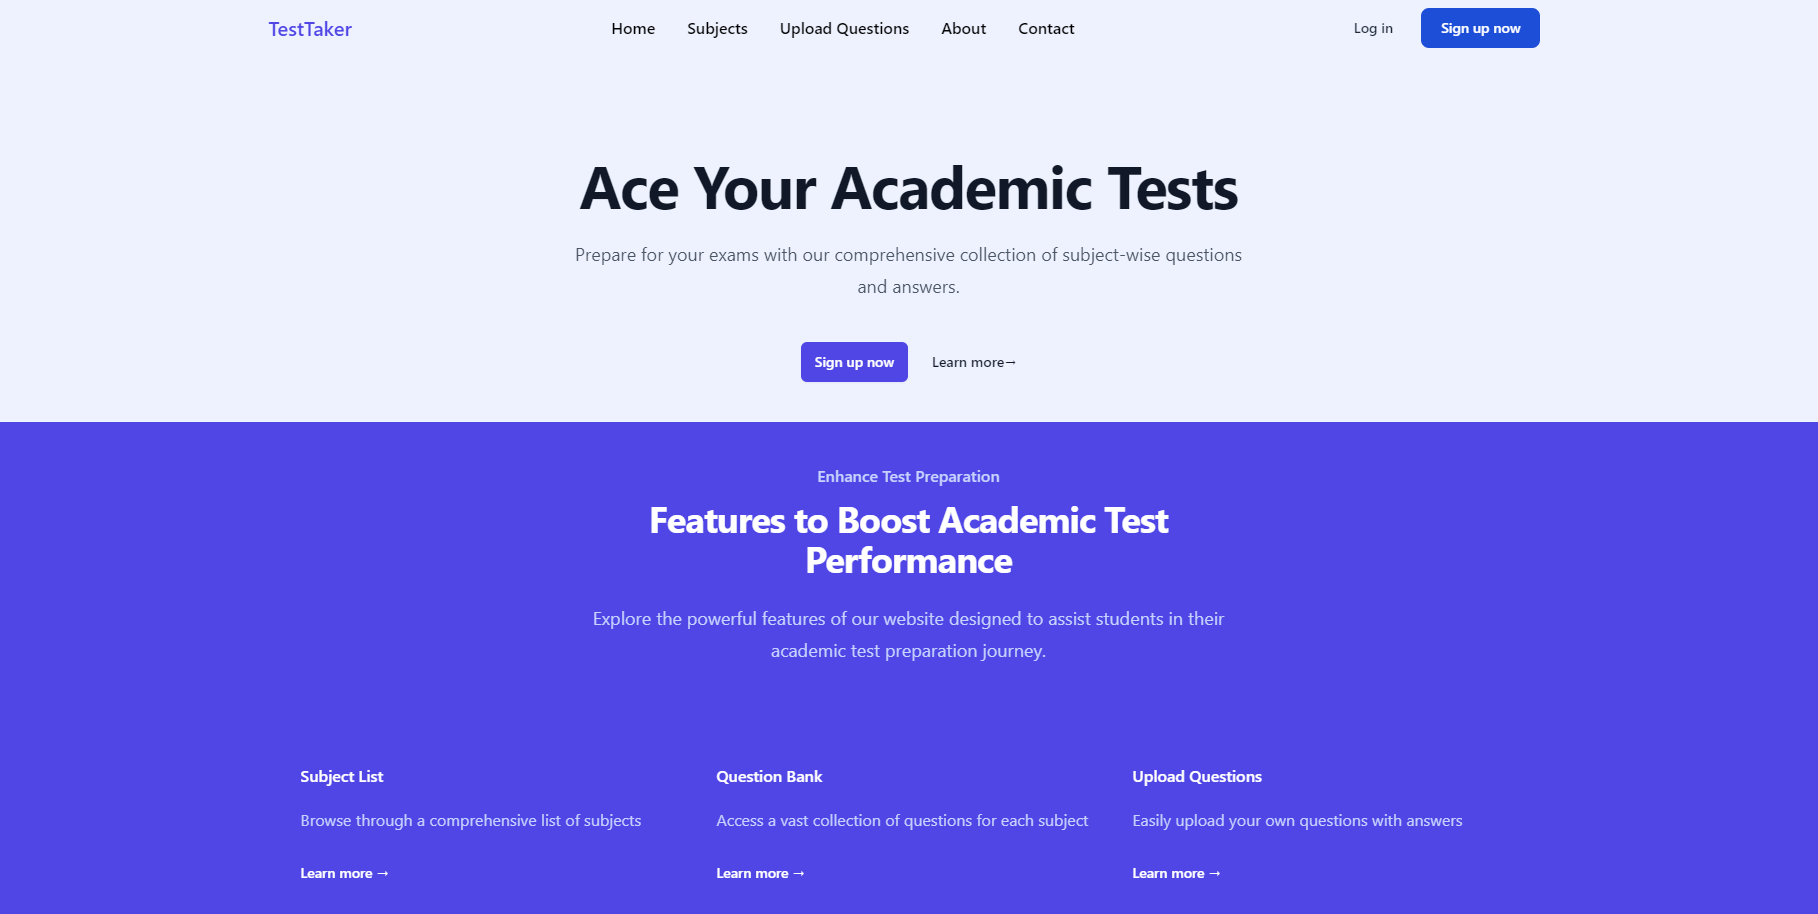 TestTaker
Home
Subjects
Upload Questions
About
Contact
Log in
Sign up now
Ace Your Academic Tests
Prepare for your exams with our comprehensive collection of subject-wise questions
and answers.
Sign up now
Learn more→
Enhance Test Preparation
Features to Boost Academic Test
Performance
Explore the powerful features of our website designed to assist students in their
academic test preparation journey.
Subject List
Browse through a comprehensive list of subjects
Learn more →
Question Bank
Access a vast collection of questions for each subject
Learn more →
Upload Questions
Easily upload your own questions with answers
Learn more →